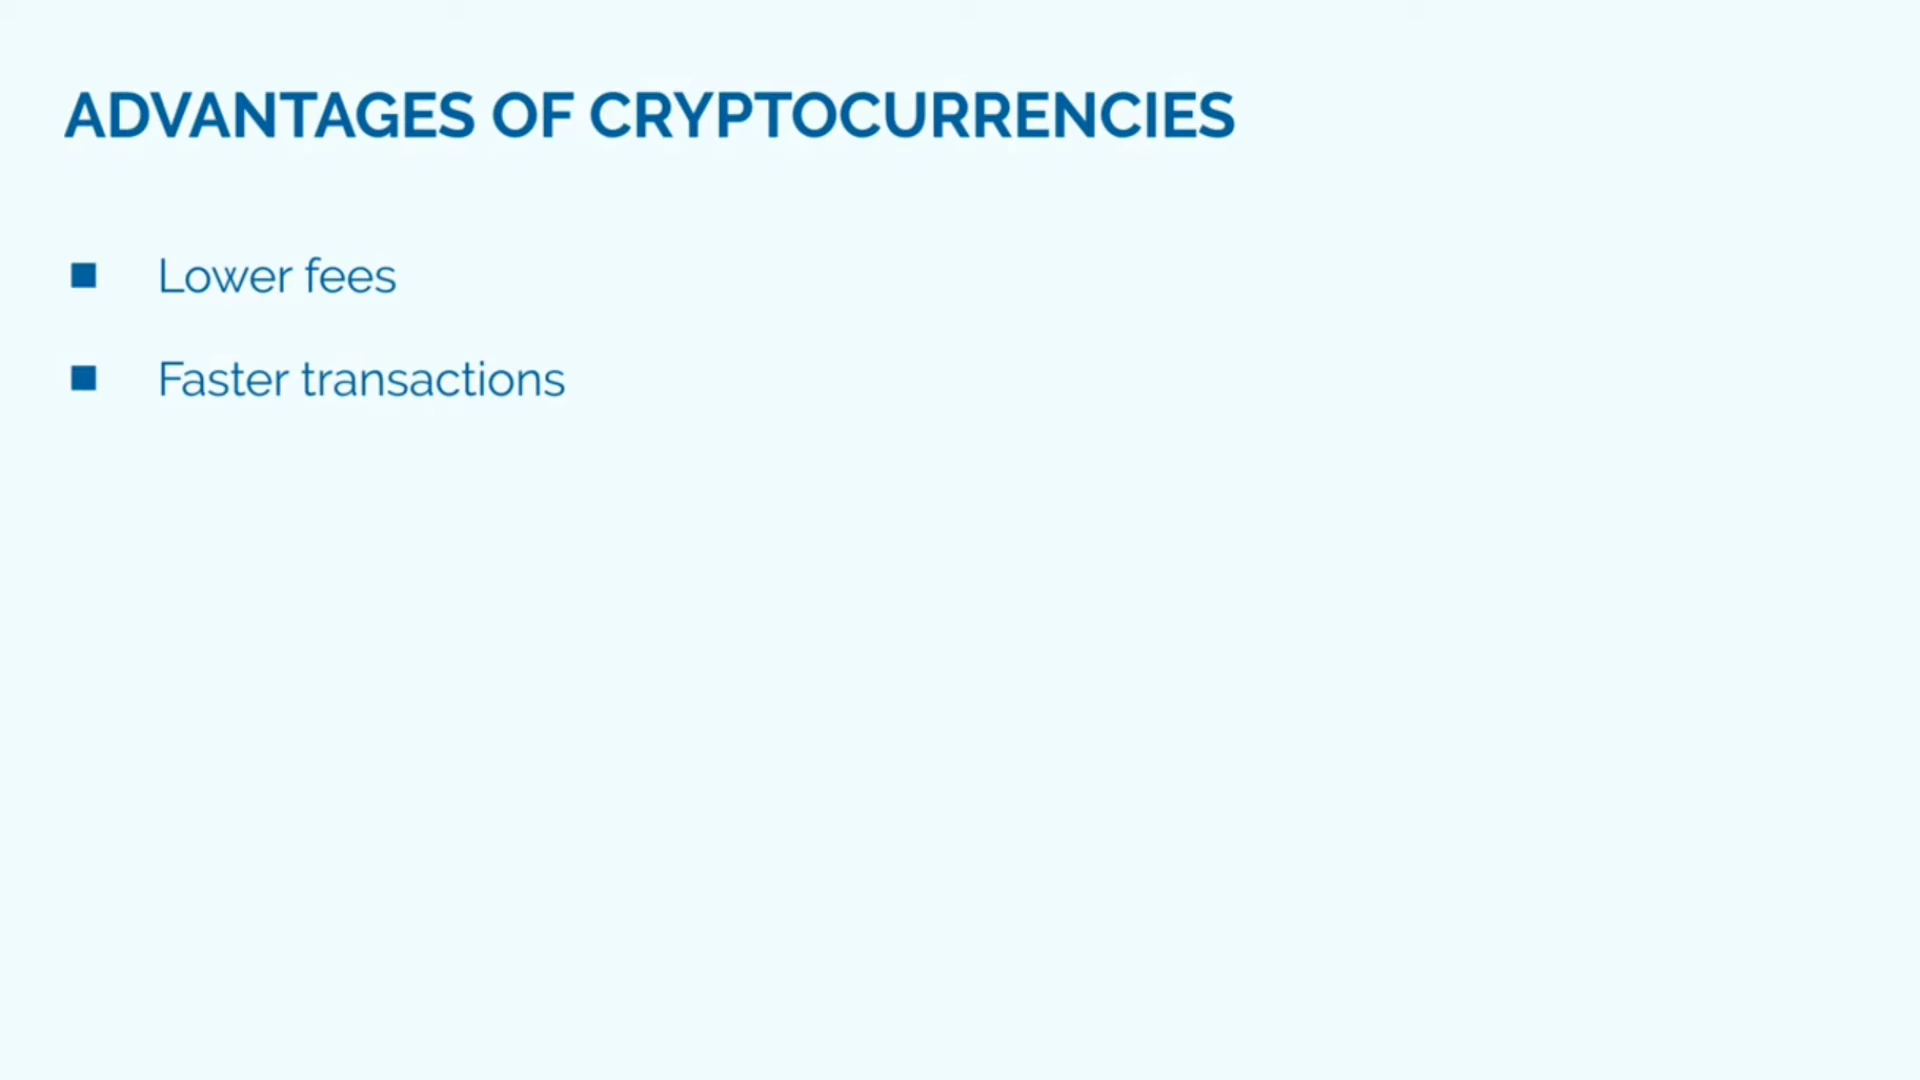 ADVANTAGES OF CRYPTOCURRENCIES
■ Lower fees
■ Faster transactions